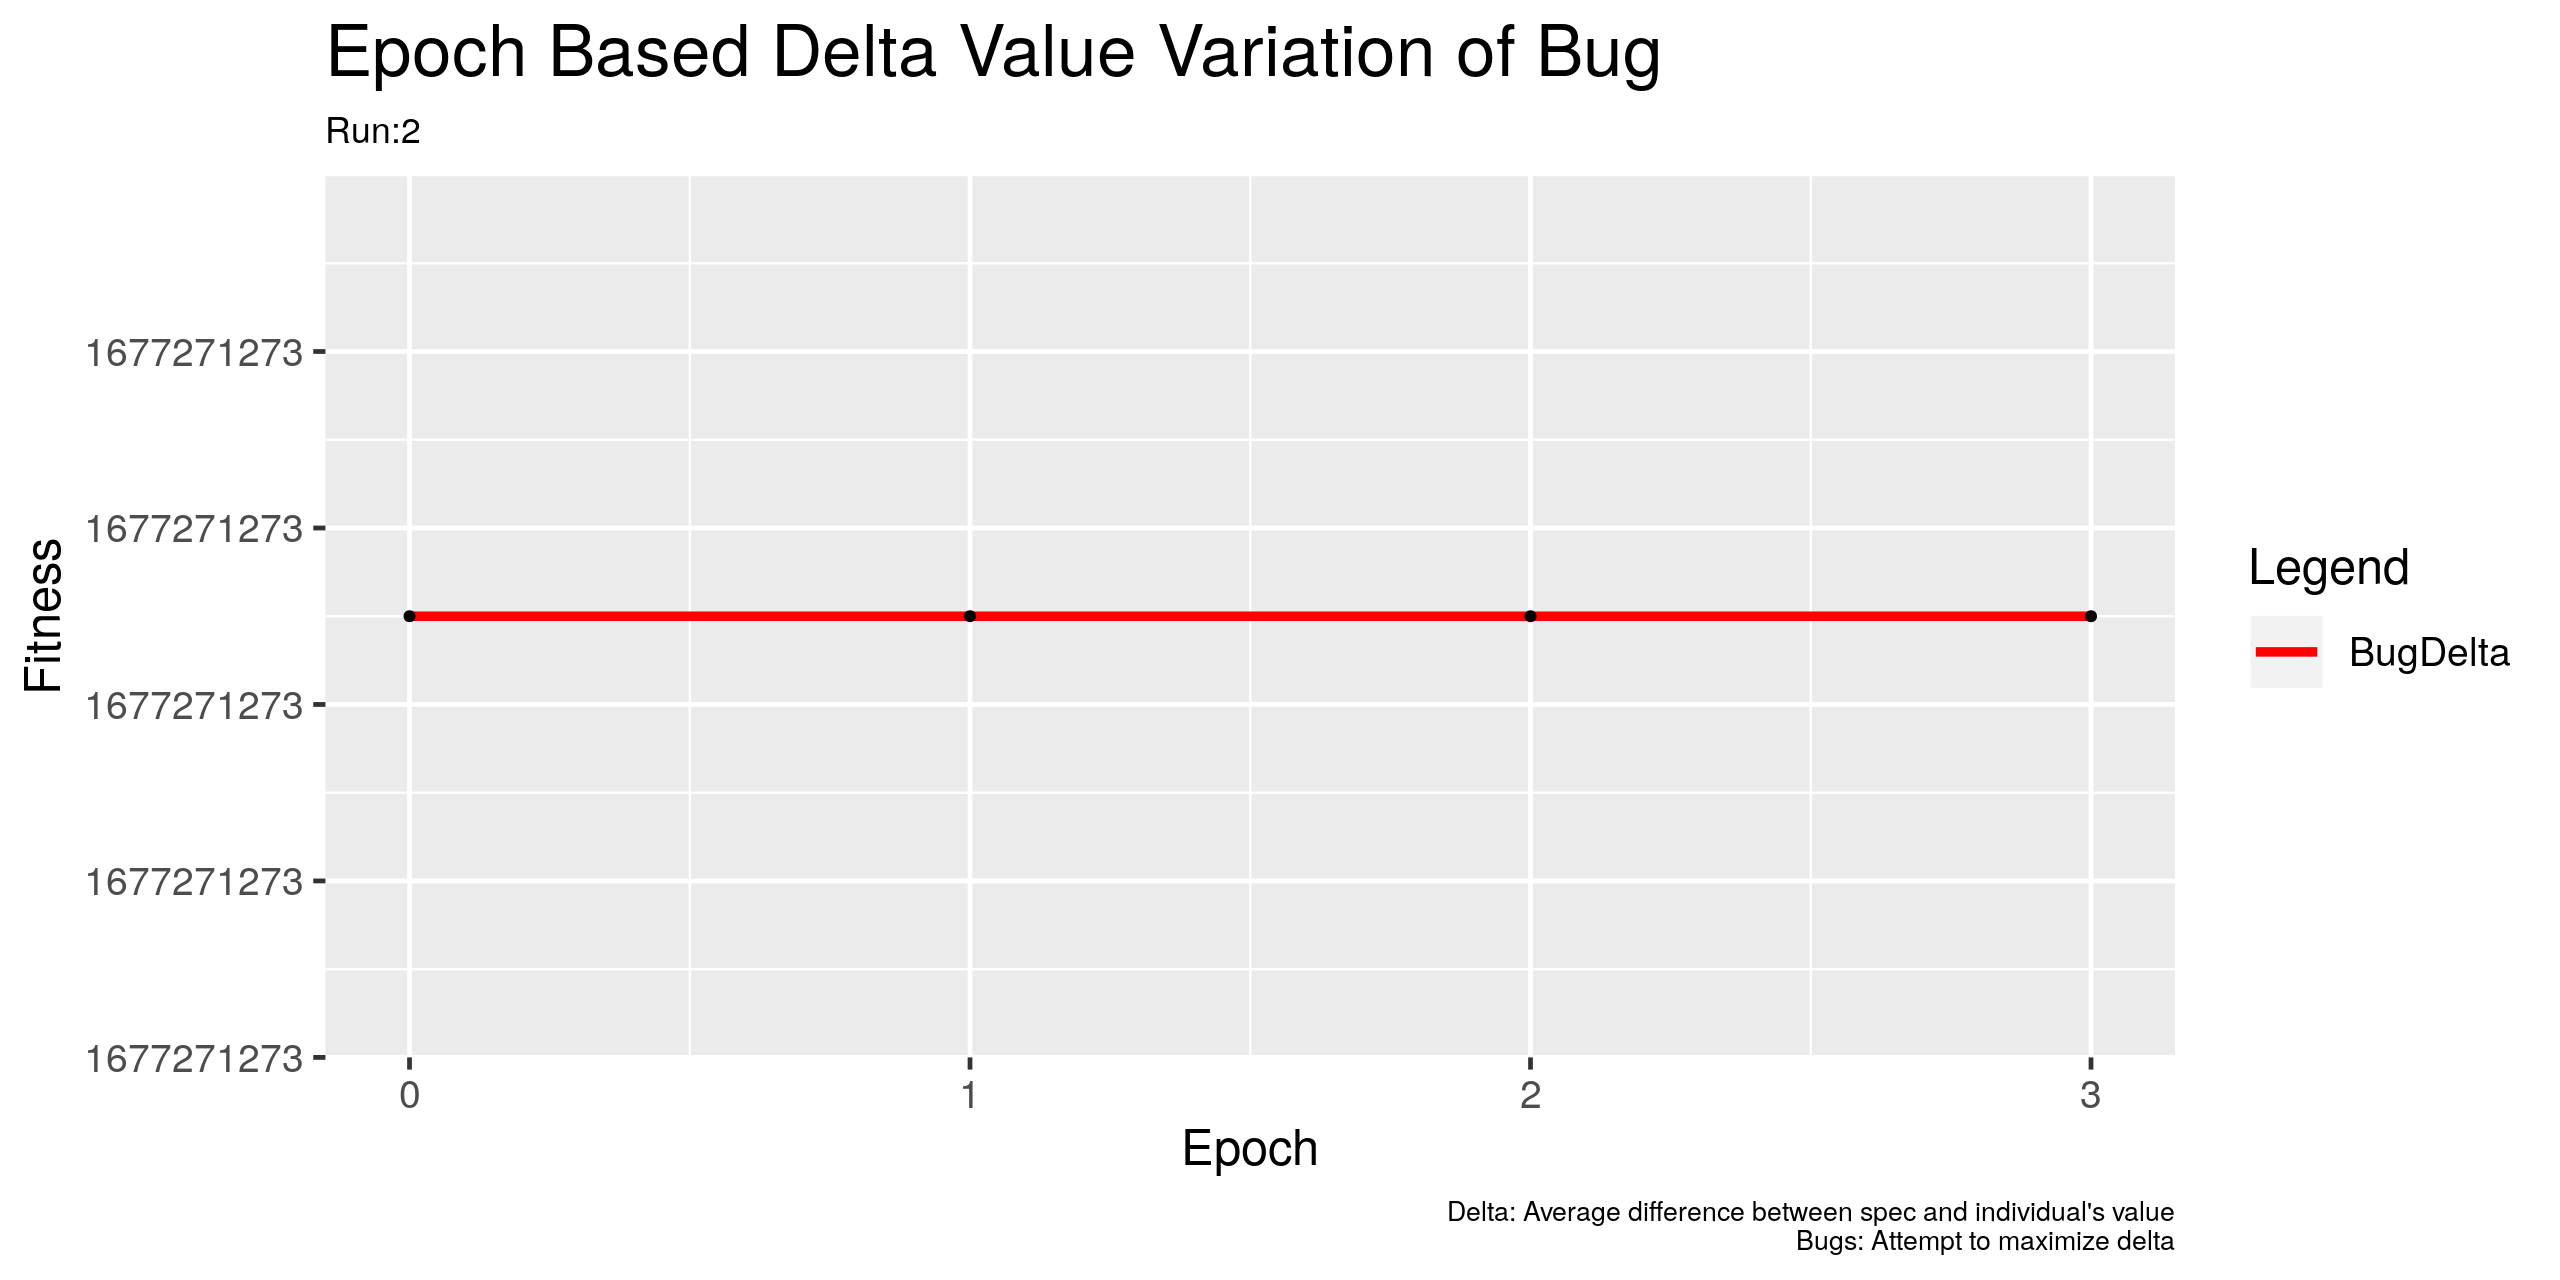 Epoch Based Delta Value Variation of Bug
Run:2
Fitness
1677271273
1677271273
1677271273
1677271273
1677271273
0 1 2 3
Epoch
Legend
BugDelta
Delta: Average difference between spec and individual's value
Bugs: Attempt to maximize delta